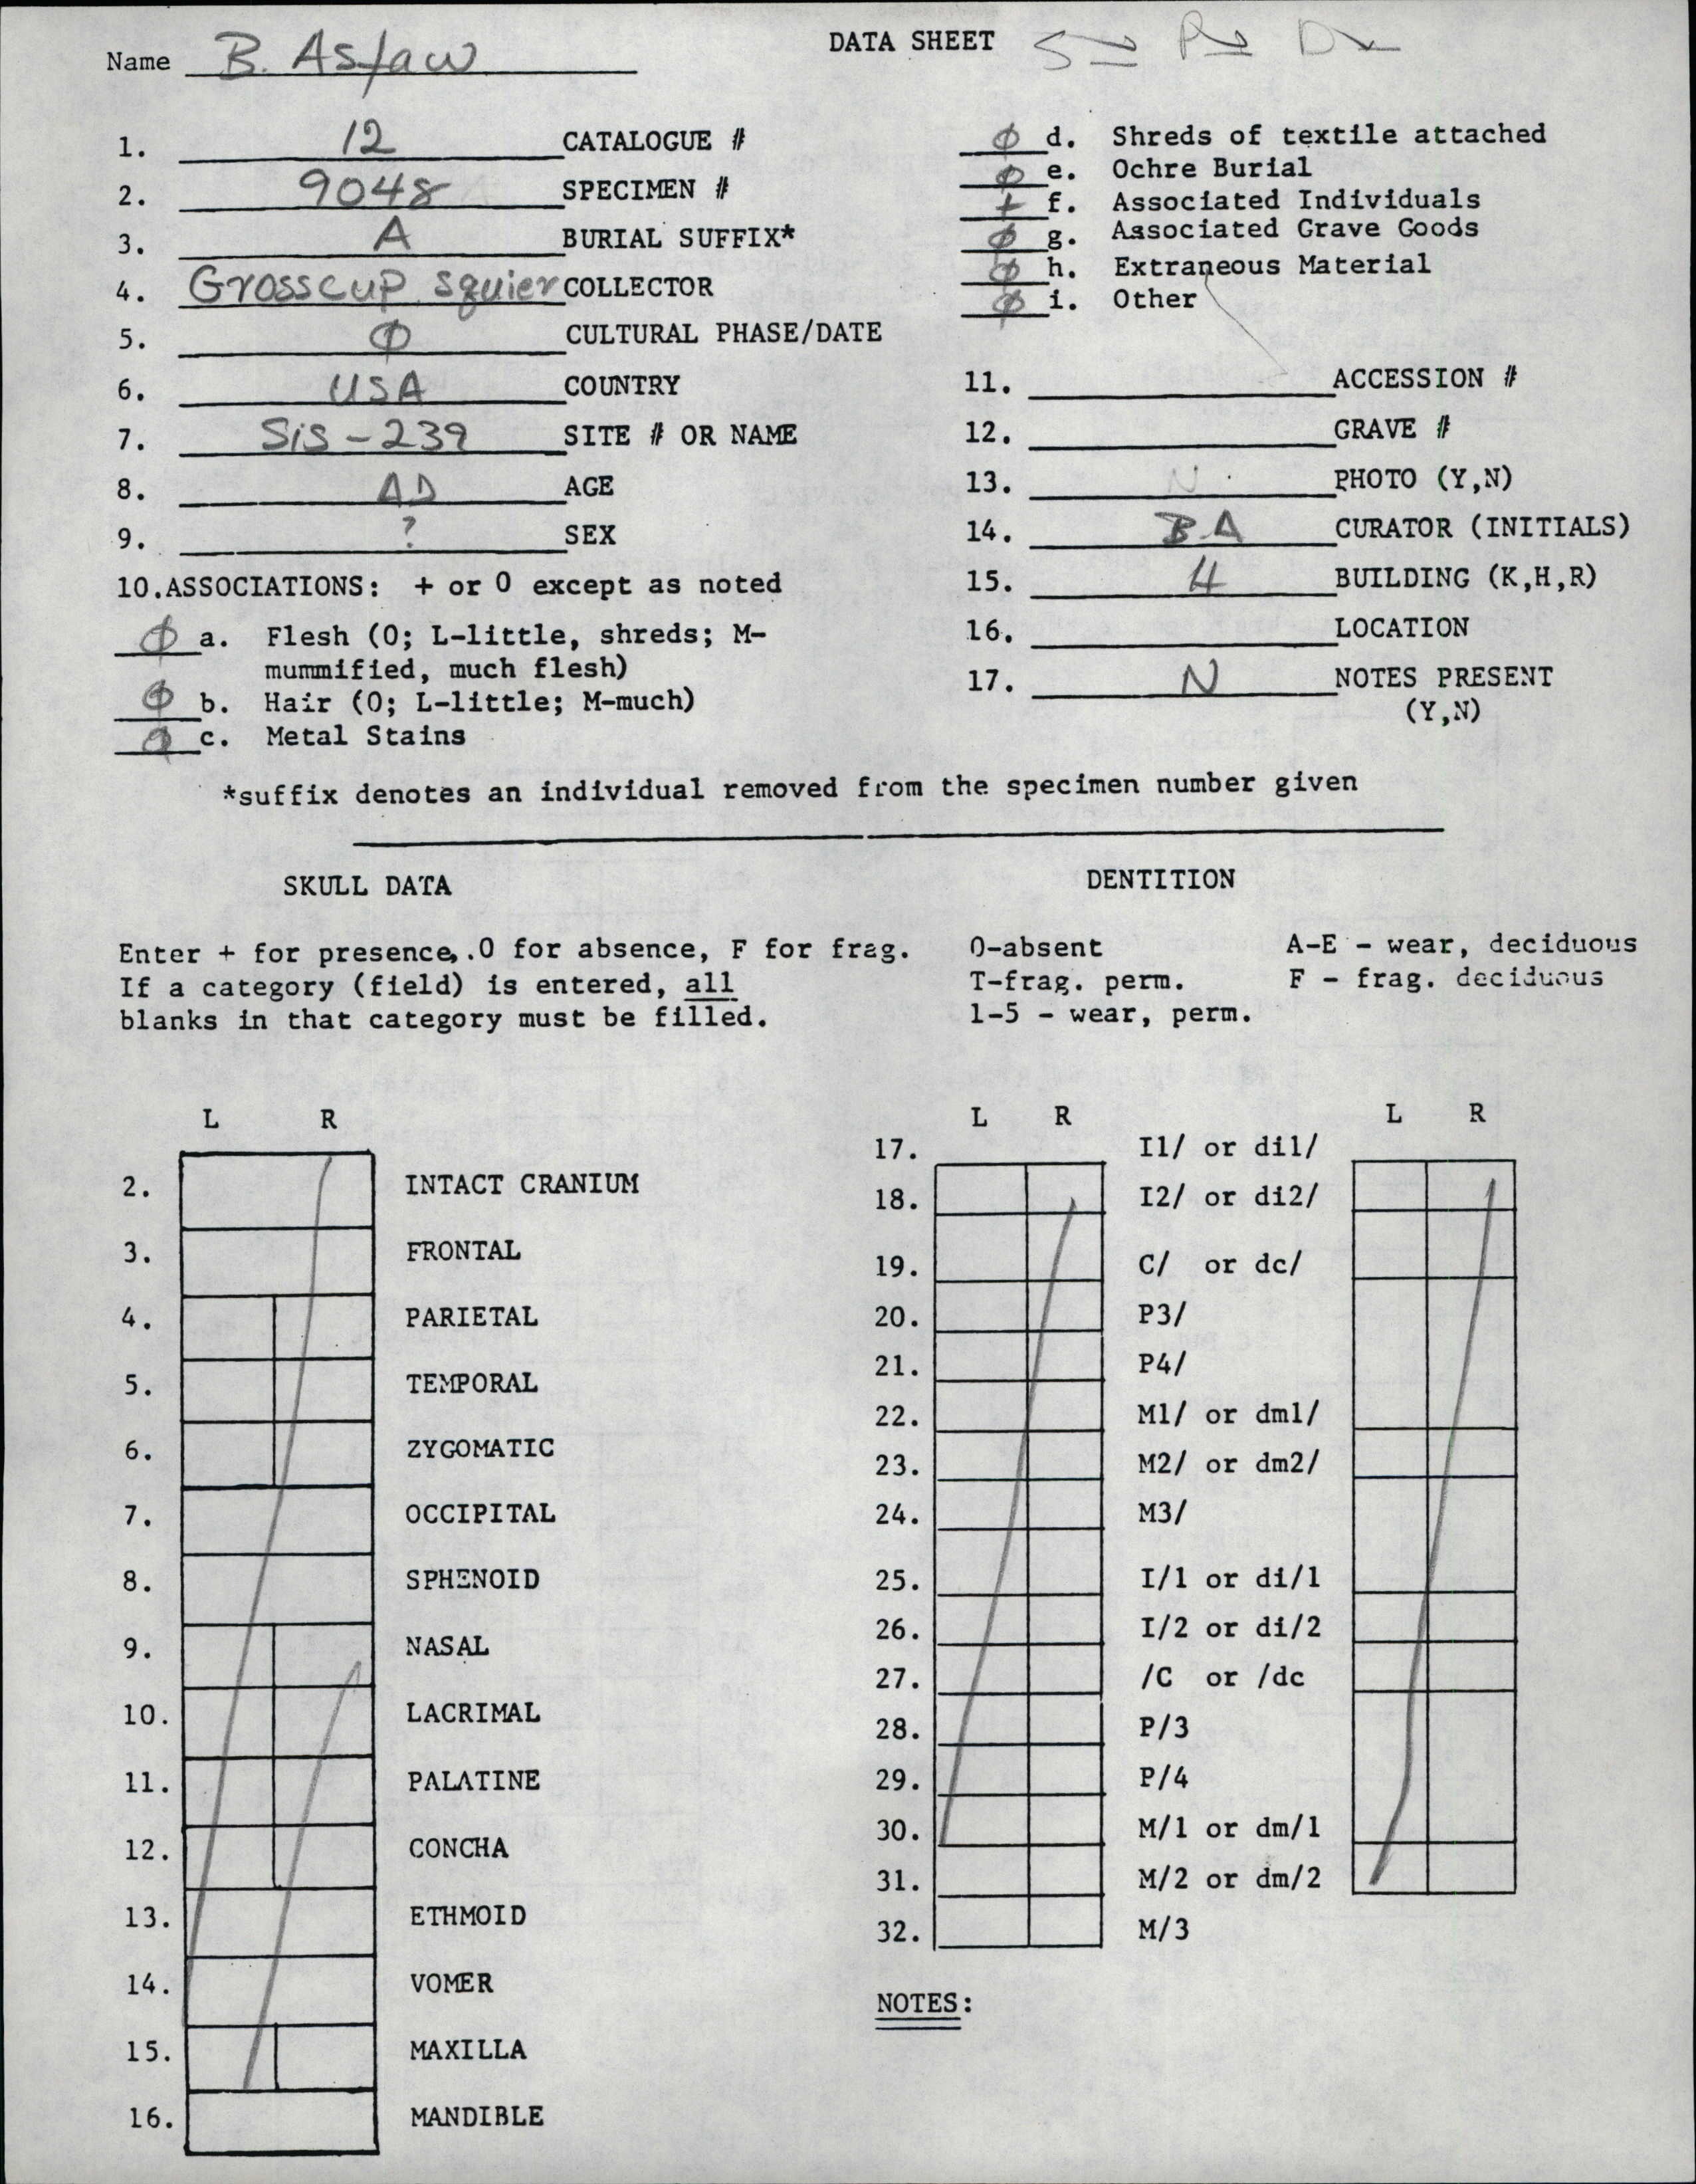 Name B. Asfaw
DATA SHEET S P D
1. 12 CATALOGUE #
2. 9048 SPECIMEN #
3. A BURIAL SUFFIX*
4. Grosscup, Squier COLLECTOR
5. ϕ CULTURAL PHASE/DATE
6. USA COUNTRY
7. SiS-239 SITE # OR NAME
8. AD AGE
9. ? SEX
10.ASSOCIATIONS: + or 0 except as noted
ϕ a. Flesh (0; L-little, shreds; M-
mummified, much flesh)
ϕ b. Hair (0; L-little; M-much)
ϕ c. Metal Stains
ϕ d. Shreds of textile attached
ϕ e. Ochre Burial
+ f. Associated Individuals
ϕ g. Associated Grave Goods
ϕ h. Extraneous Material
ϕ i. Other
11. ACCESSION #
12. GRAVE #
13. N PHOTO (Y,N)
14. B.A CURATOR (INITIALS)
15. H BUILDING (K,H,R)
16. LOCATION
17. N NOTES PRESENT
(Y,N)
*suffix denotes an individual removed from the specimen number given
SKULL DATA
Enter + for presence, .0 for absence, F for frag.
If a category (field) is entered, all
blanks in that category must be filled.
L R
2. INTACT CRANIUM
3. FRONTAL
4. PARIETAL
5. TEMPORAL
6. ZYGOMATIC
7. OCCIPITAL
8. SPHENOID
9. NASAL
10. LACRIMAL
11. PALATINE
12. CONCHA
13. ETHMOID
14. VOMER
15. MAXILLA
16. MANDIBLE
DENTITION
0-absent A-E - wear, deciduous
T-frag. perm. F - frag. deciduous
1-5 - wear, perm.
L R L R
17. I1/ or di1/
18. I2/ or di2/
19. C/ or dc/
20. P3/
21. P4/
22. M1/ or dm1/
23. M2/ or dm2/
24. M3/
25. I/1 or di/1
26. I/2 or di/2
27. /C or /dc
28. P/3
29. P/4
30. M/1 or dm/1
31. M/2 or dm/2
32. M/3
NOTES: